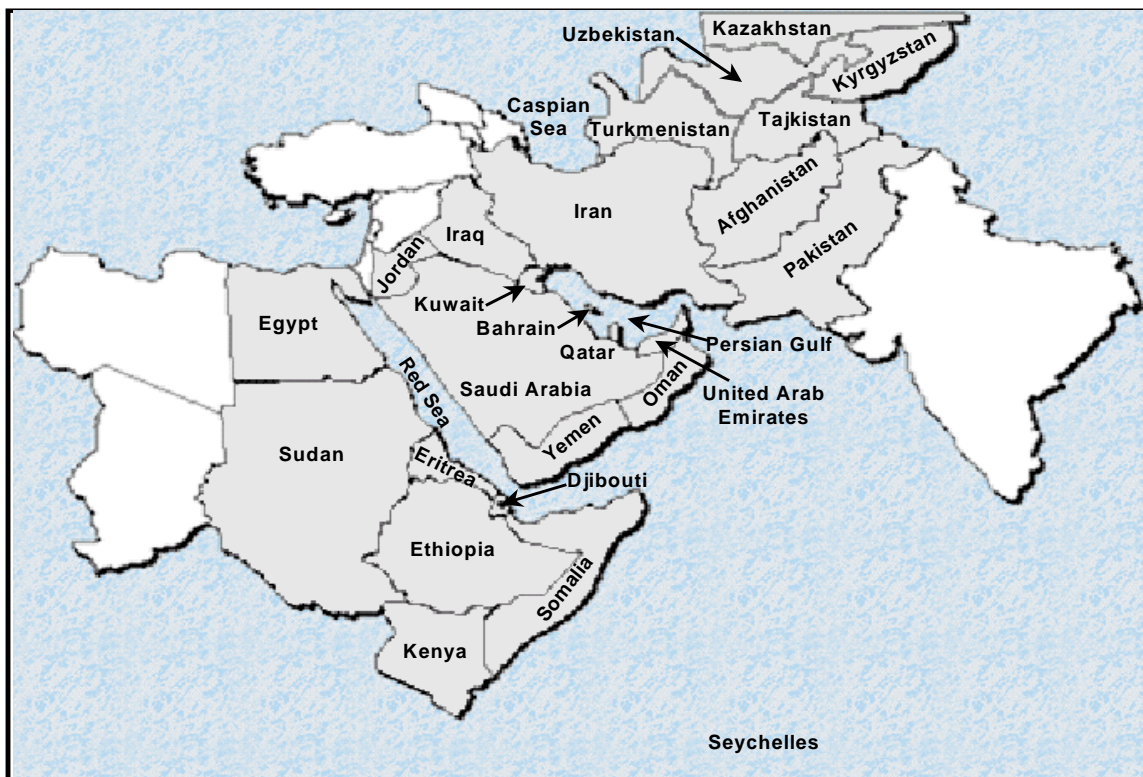 Kazakhstan
Uzbekistan
Kyrgyzstan
Caspian
Sea
Turkmenistan
Tajkistan
Afghanistan
Iran
Pakistan
Iraq
Jordan
Kuwait
Bahrain
Persian Gulf
Egypt
Qatar
Red Sea
Saudi Arabia
Oman
United Arab
Emirates
Yemen
Sudan
Eritrea
Djibouti
Ethiopia
Somalia
Kenya
Seychelles